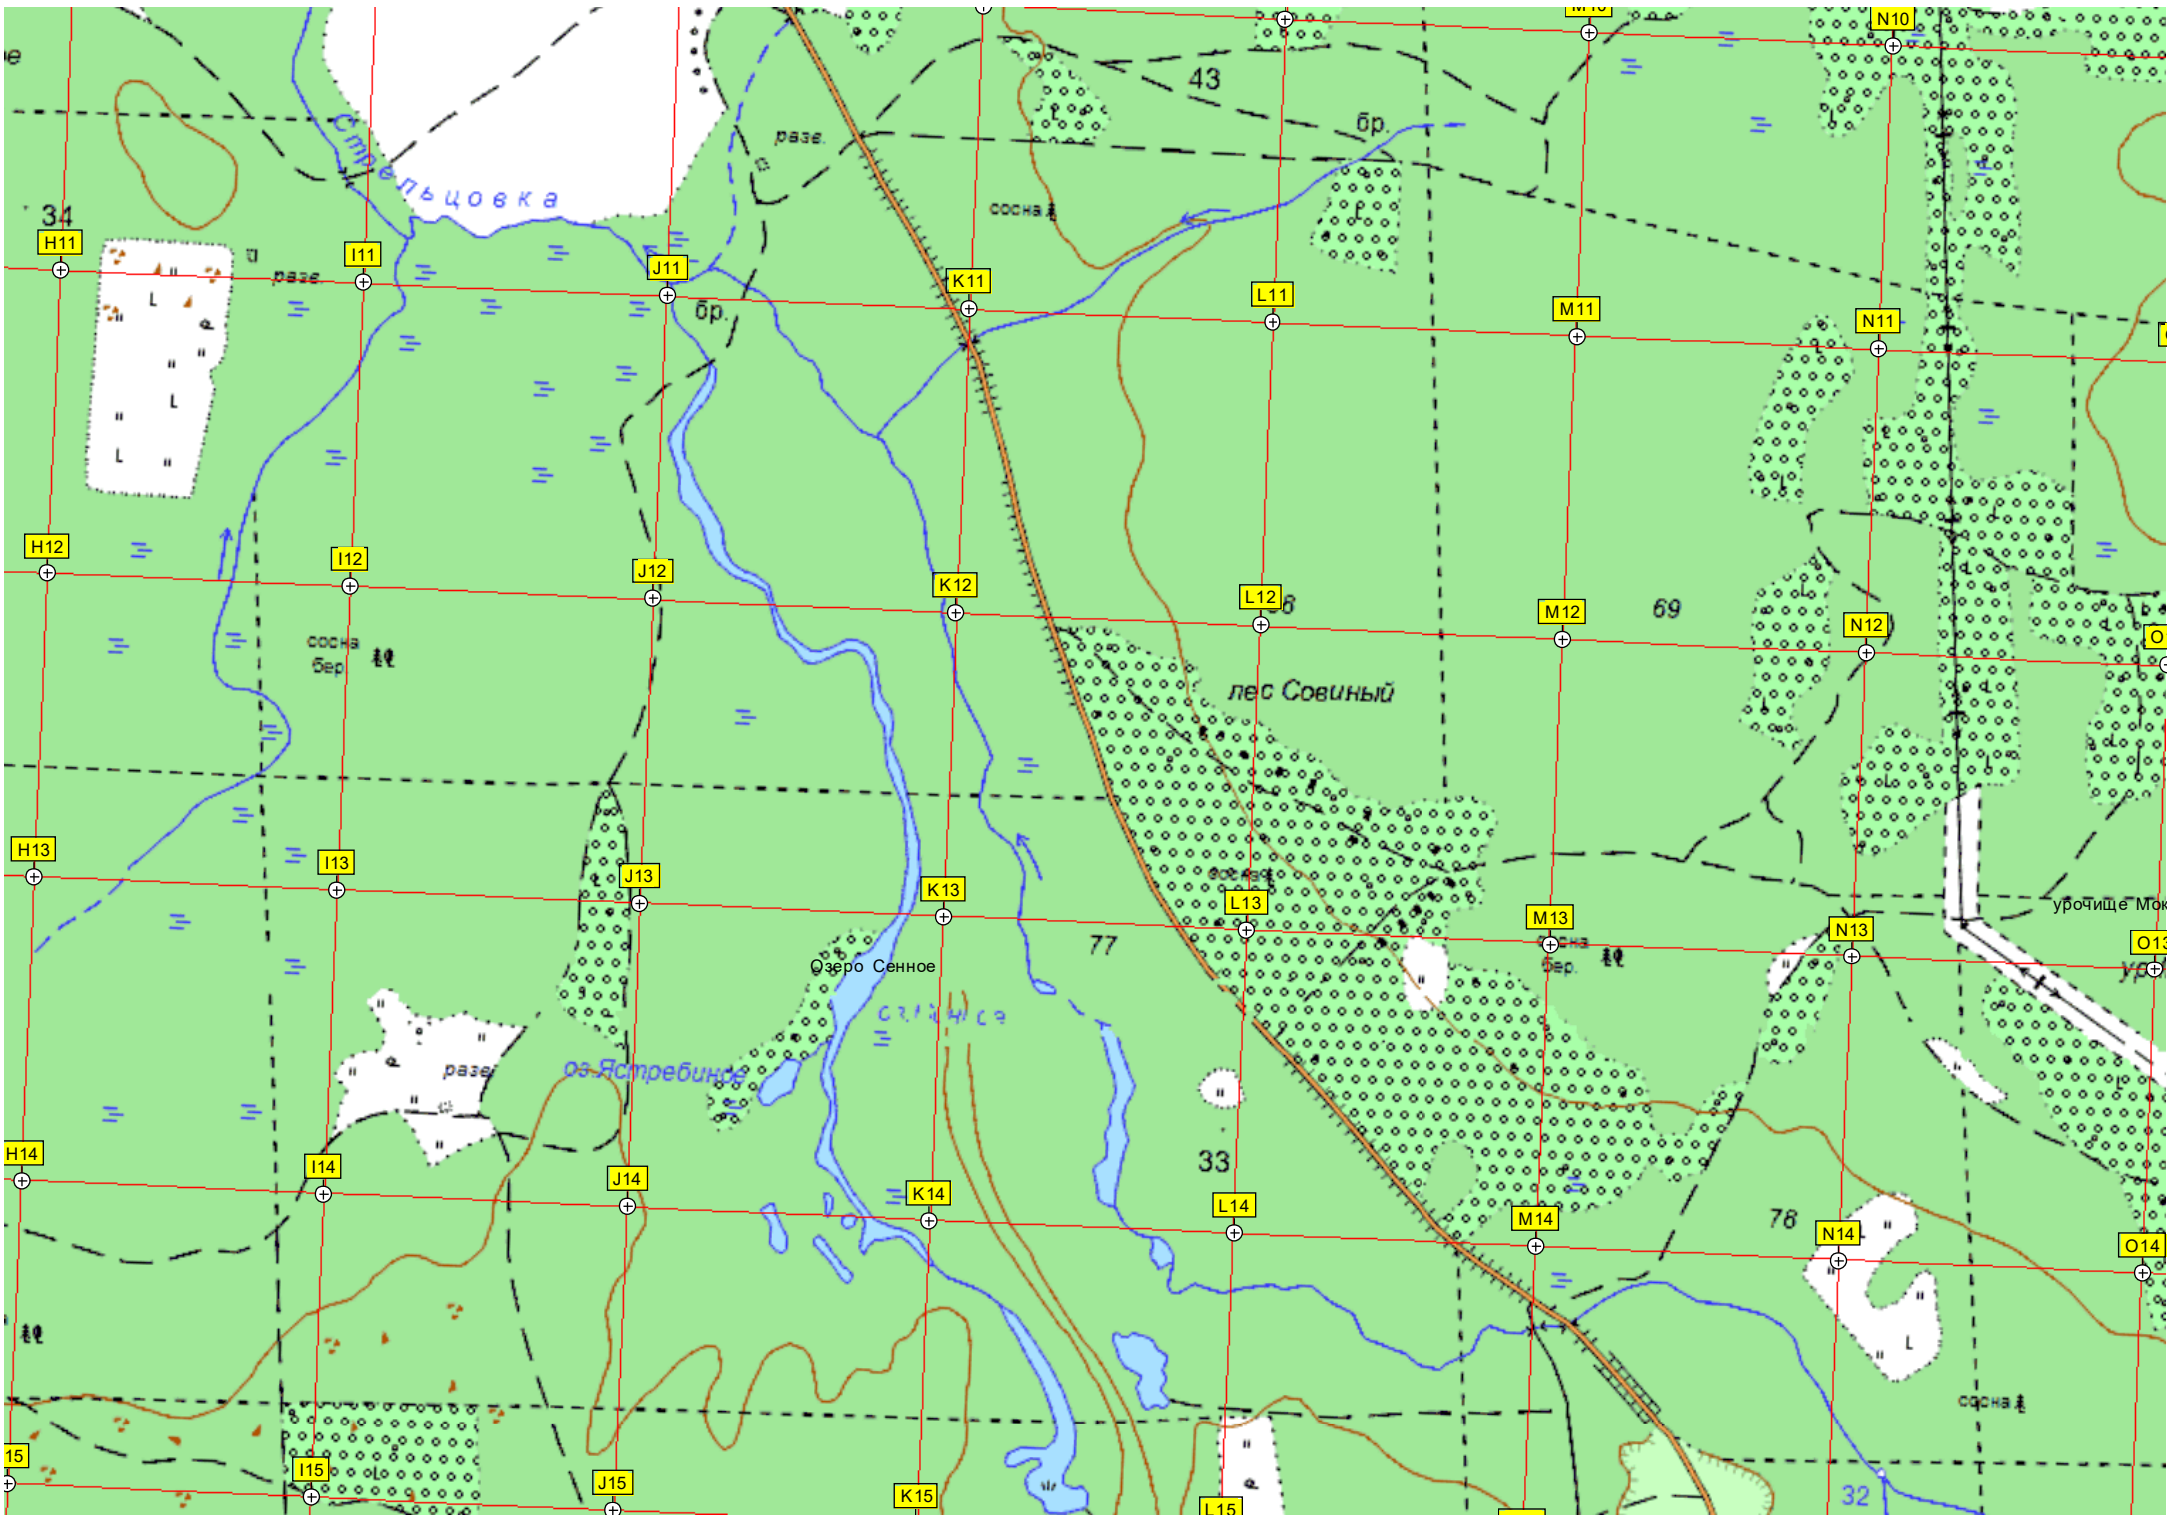 N10
43
бр.
разв.
Стрельцовка
сосна
34
H11
I11
J11
K11
L11
M11
N11
разв.
бр.
H12
I12
J12
K12
L12
M12
N12
69
сосна
бер.
лес Совиный
H13
I13
J13
K13
L13
M13
N13
O13
урочище Мок
77
сосна
бер.
Озеро Сенное
оз.Ястребиное
разв.
33
H14
I14
J14
K14
L14
M14
N14
O14
78
сосна
15
I15
J15
K15
L15
32